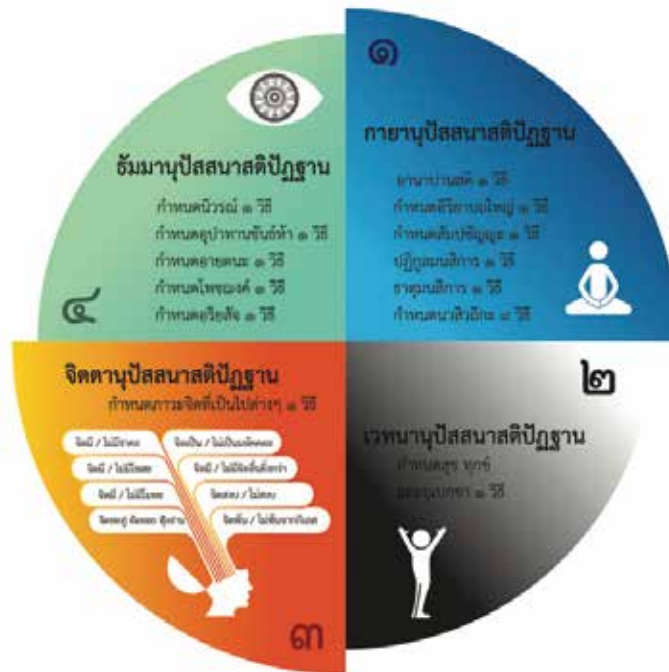 ๑
กายานุปัสสนาสติปัฏฐาน
อานาปานสติ ๑ วิธี
กำหนดอิริยาบถใหญ่ ๑ วิธี
กำหนดสัมปชัญญะ ๑ วิธี
ปฏิกูลมนสิการ ๑ วิธี
ธาตุมนสิการ ๑ วิธี
กำหนดนวสีวถิกะ ๙ วิธี
๒
เวทนานุปัสสนาสติปัฏฐาน
กำหนดสุข ทุกข์
และอุเบกขา ๑ วิธี
จิตตานุปัสสนาสติปัฏฐาน
กำหนดภาวะจิตที่เป็นไปต่างๆ ๑ วิธี
จิตมี / ไม่มีราคะ
จิตมี / ไม่มีโทสะ
จิตมี / ไม่มีโมหะ
จิตหดหู่ ฟุ้งซ่าน
จิตเป็น / ไม่เป็นมหัคคตะ
จิตมี / ไม่มีจิตอื่นยิ่งกว่า
จิตสงบ / ไม่สงบ
จิตพ้น / ไม่พ้นจากกิเลส
๓
ธัมมานุปัสสนาสติปัฏฐาน
กำหนดนิวรณ์ ๑ วิธี
กำหนดอุปาทานขันธ์ห้า ๑ วิธี
กำหนดอายตนะ ๑ วิธี
กำหนดโพชฌงค์ ๑ วิธี
กำหนดอริยสัจ ๑ วิธี
๔